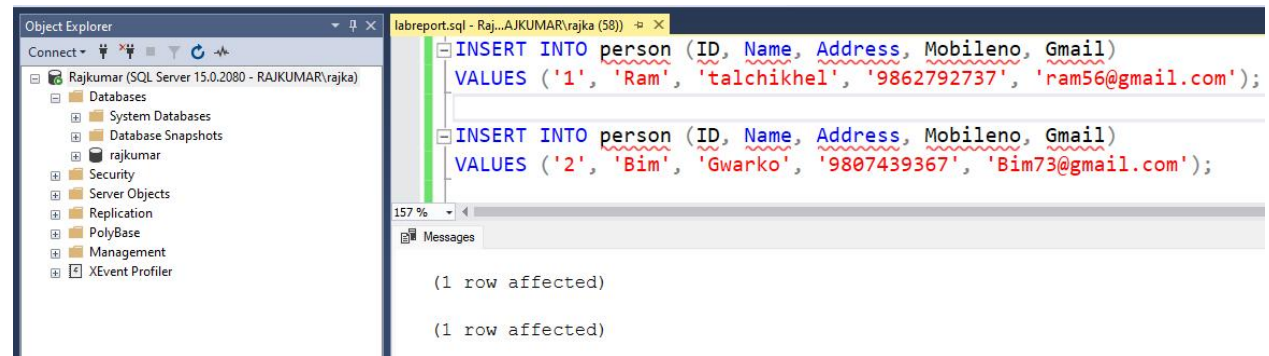 Object Explorer
Connect
Rajkumar (SQL Server 15.0.2080 - RAJKUMAR\rajka)
Databases
System Databases
Database Snapshots
rajkumar
Security
Server Objects
Replication
PolyBase
Management
XEvent Profiler
labreport.sql - Raj...AJKUMAR\rajka (58))
INSERT INTO person (ID, Name, Address, Mobileno, Gmail)
VALUES ('1', 'Ram', 'talchikhel', '9862792737', 'ram56@gmail.com');
INSERT INTO person (ID, Name, Address, Mobileno, Gmail)
VALUES ('2', 'Bim', 'Gwarko', '9807439367', 'Bim73@gmail.com');
157 %
Messages
(1 row affected)
(1 row affected)